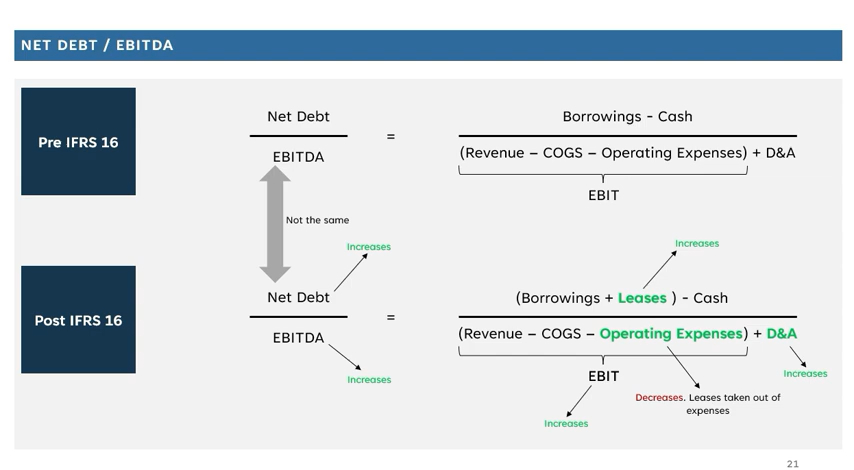 NET DEBT / EBITDA
Pre IFRS 16
Net Debt
EBITDA
=
Borrowings - Cash
(Revenue – COGS – Operating Expenses) + D&A
EBIT
Not the same
Increases
Increases
Post IFRS 16
Net Debt
EBITDA
=
(Borrowings + Leases ) - Cash
(Revenue – COGS – Operating Expenses) + D&A
EBIT
Increases
Increases
Decreases. Leases taken out of
expenses
Increases
21